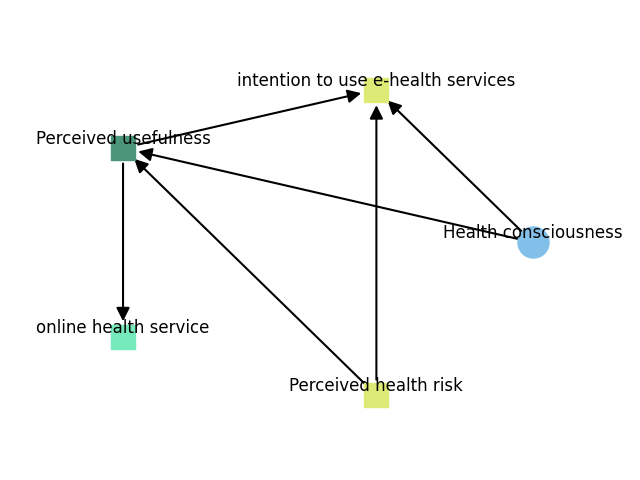 intention to use e-health services
Perceived usefulness
Health consciousness
online health service
Perceived health risk